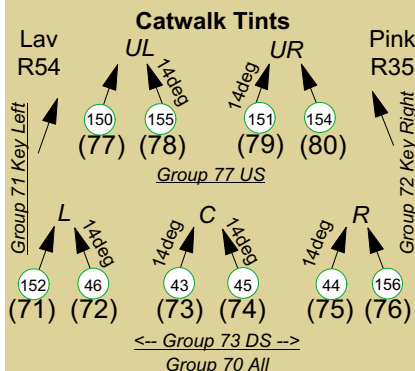 Catwalk Tints
Lav
R54
UL
UR
Pink
R35
14deg
14deg
150
155
151
154
(77)
(78)
(79)
(80)
Group 71 Key Left
Group 77 US
Group 72 Key Right
L
C
R
14deg
14deg
14deg
14deg
152
46
43
45
44
156
(71)
(72)
(73)
(74)
(75)
(76)
<-- Group 73 DS -->
Group 70 All